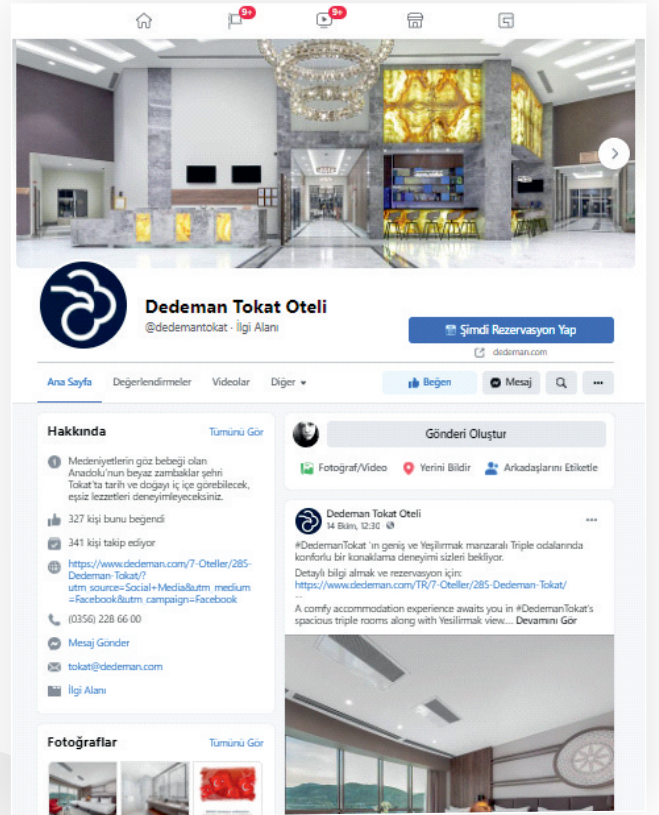 9+
9+
Dedeman Tokat Oteli
@dedemantokat · İlgi Alanı
Şimdi Rezervasyon Yap
dedeman.com
Ana Sayfa
Değerlendirmeler
Videolar
Diğer
Beğen
Mesaj
Hakkında
Tümünü Gör
Medeniyetlerin göz bebeği olan
Anadolu'nun beyaz zambaklar şehri
Tokat'ta tarih ve doğayı iç içe görebilecek,
eşsiz lezzetleri deneyimleyeceksiniz.
327 kişi bunu beğendi
341 kişi takip ediyor
https://www.dedeman.com/7-Oteller/285-
Dedeman-Tokat/?
utm_source=Social+Media&utm_medium
=Facebook&utm_campaign=Facebook
(0356) 228 66 00
Mesaj Gönder
tokat@dedeman.com
İlgi Alanı
Fotoğraflar
Tümünü Gör
Gönderi Oluştur
Fotoğraf/Video
Yerini Bildir
Arkadaşlarını Etiketle
Dedeman Tokat Oteli
14 Ekim, 12:30
#DedemanTokat 'ın geniş ve Yeşilırmak manzaralı Triple odalarında
konforlu bir konaklama deneyimi sizleri bekliyor.
Detaylı bilgi almak ve rezervasyon için:
https://www.dedeman.com/TR/7-Oteller/285-Dedeman-Tokat/
...
A comfy accommodation experience awaits you in #DedemanTokat's
spacious triple rooms along with Yesilirmak view.... Devamını Gör